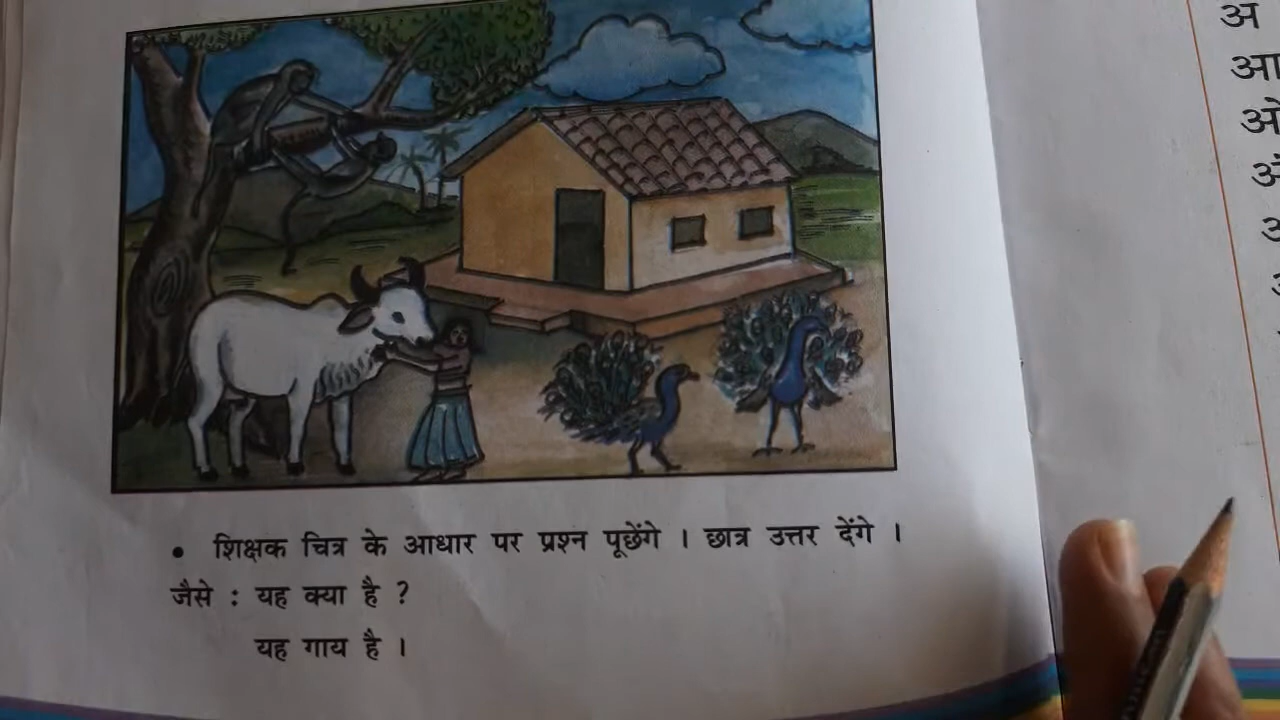 • शिक्षक चित्र के आधार पर प्रश्न पूछेंगे । छात्र उत्तर देंगे ।
जैसे : यह क्या है ?
यह गाय है ।
अ
आ
ओ